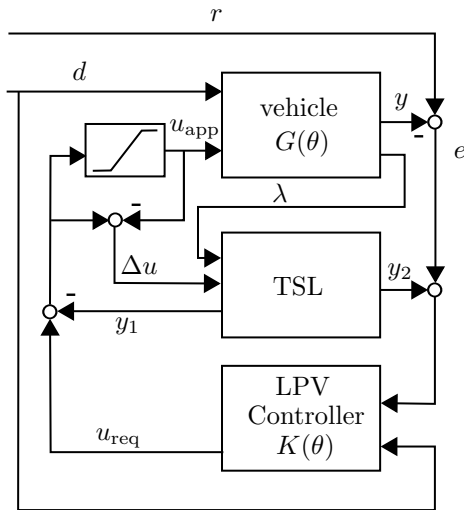 r
d
vehicle
G(θ)
y
-
u_app
e
-
λ
Δu
TSL
y_2
-
y_1
LPV
Controller
K(θ)
u_req